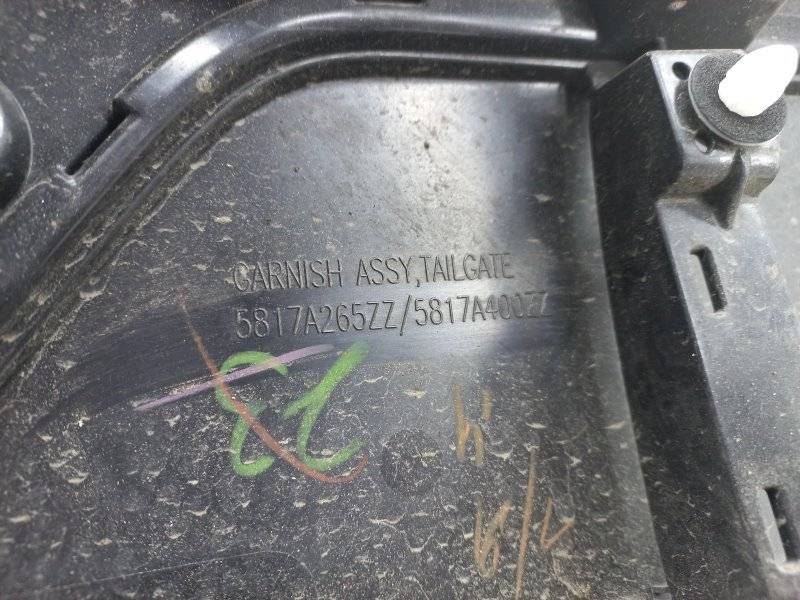 GARNISH ASSY,TAILGATE
5817A265ZZ/5817A400ZZ